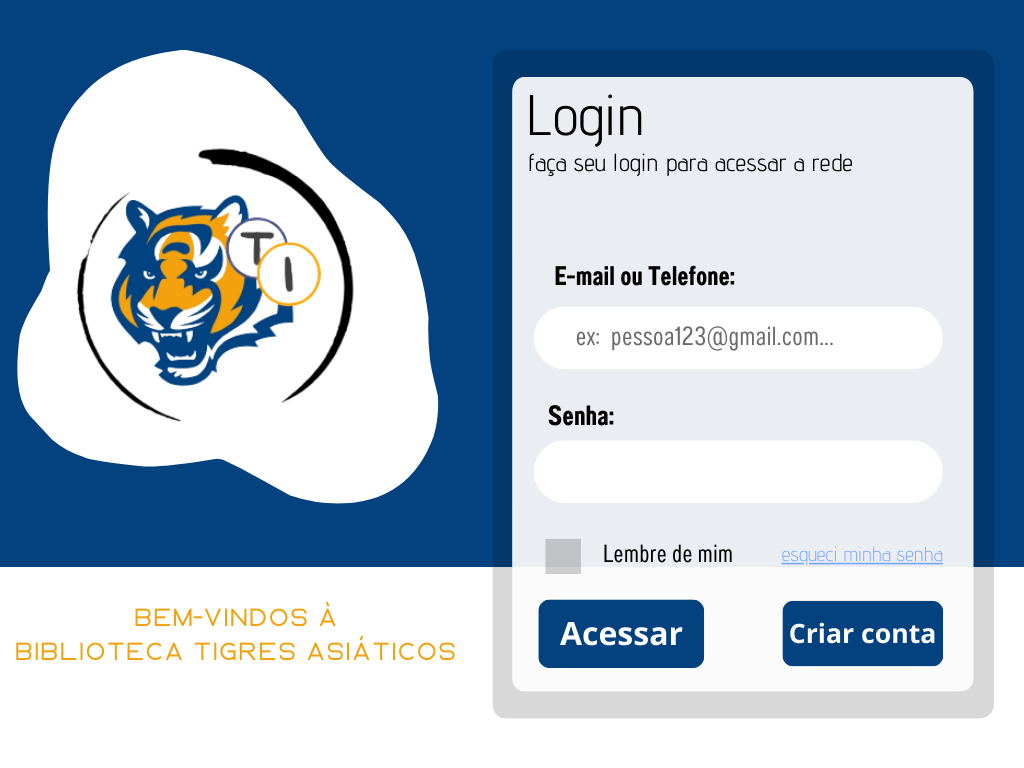 T
I
BEM-VINDOS À
BIBLIOTECA TIGRES ASIÁTICOS
Login
faça seu login para acessar a rede
E-mail ou Telefone:
ex: pessoa123@gmail.com...
Senha:
Lembre de mim esqueci minha senha
Acessar Criar conta